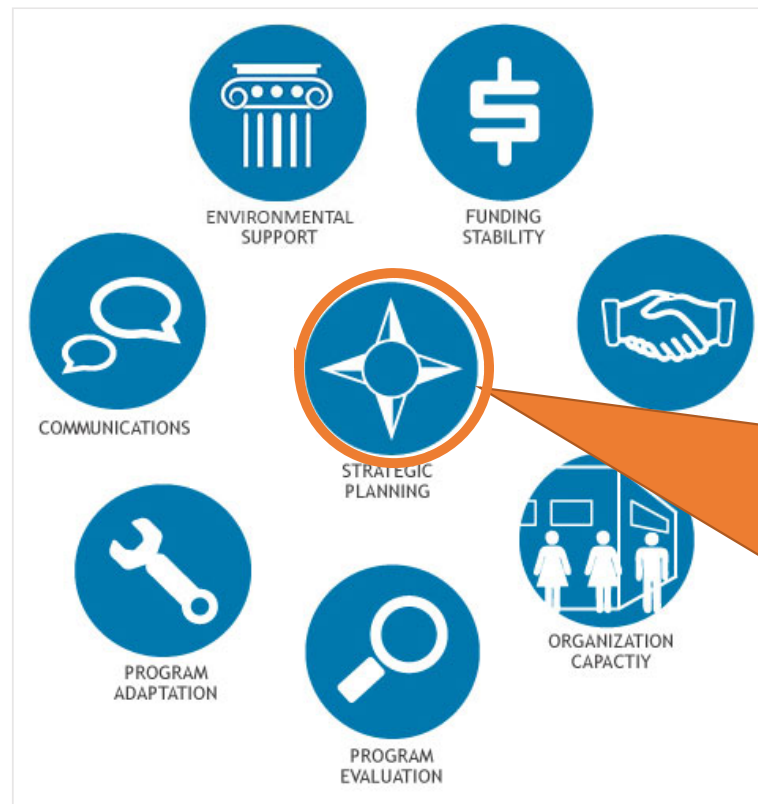 ENVIRONMENTAL
SUPPORT
FUNDING
STABILITY
COMMUNICATIONS
STRATEGIC
PLANNING
ORGANIZATION
CAPACTIY
PROGRAM
ADAPTATION
PROGRAM
EVALUATION